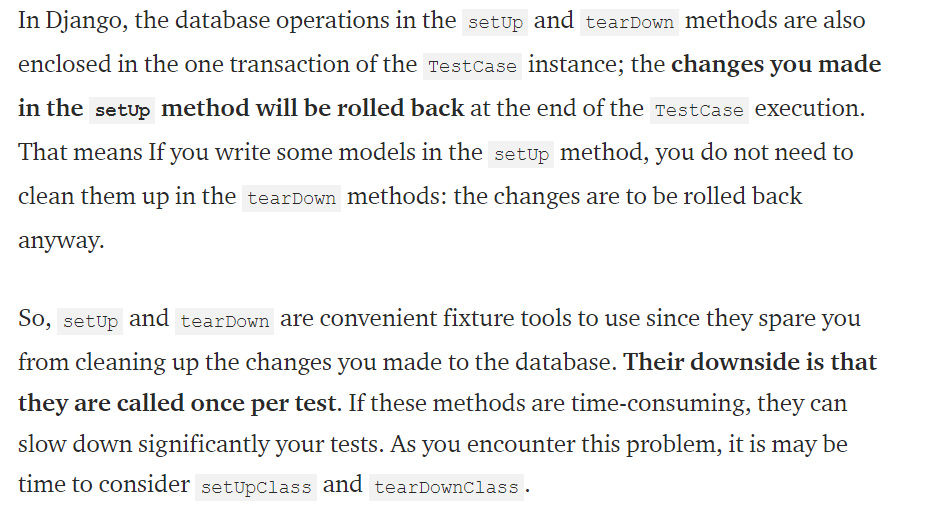 In Django, the database operations in the setUp and tearDown methods are also
enclosed in the one transaction of the TestCase instance; the changes you made
in the setUp method will be rolled back at the end of the TestCase execution.
That means If you write some models in the setUp method, you do not need to
clean them up in the tearDown methods: the changes are to be rolled back
anyway.
So, setUp and tearDown are convenient fixture tools to use since they spare you
from cleaning up the changes you made to the database. Their downside is that
they are called once per test. If these methods are time-consuming, they can
slow down significantly your tests. As you encounter this problem, it is may be
time to consider setUpClass and tearDownClass.